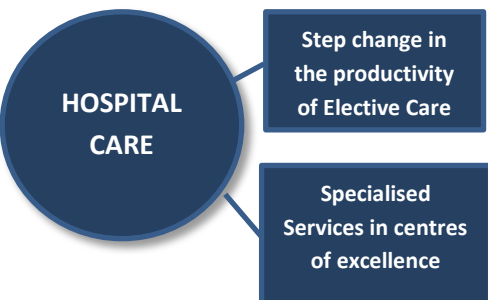 HOSPITAL
CARE
Step change in
the productivity
of Elective Care
Specialised
Services in centres
of excellence